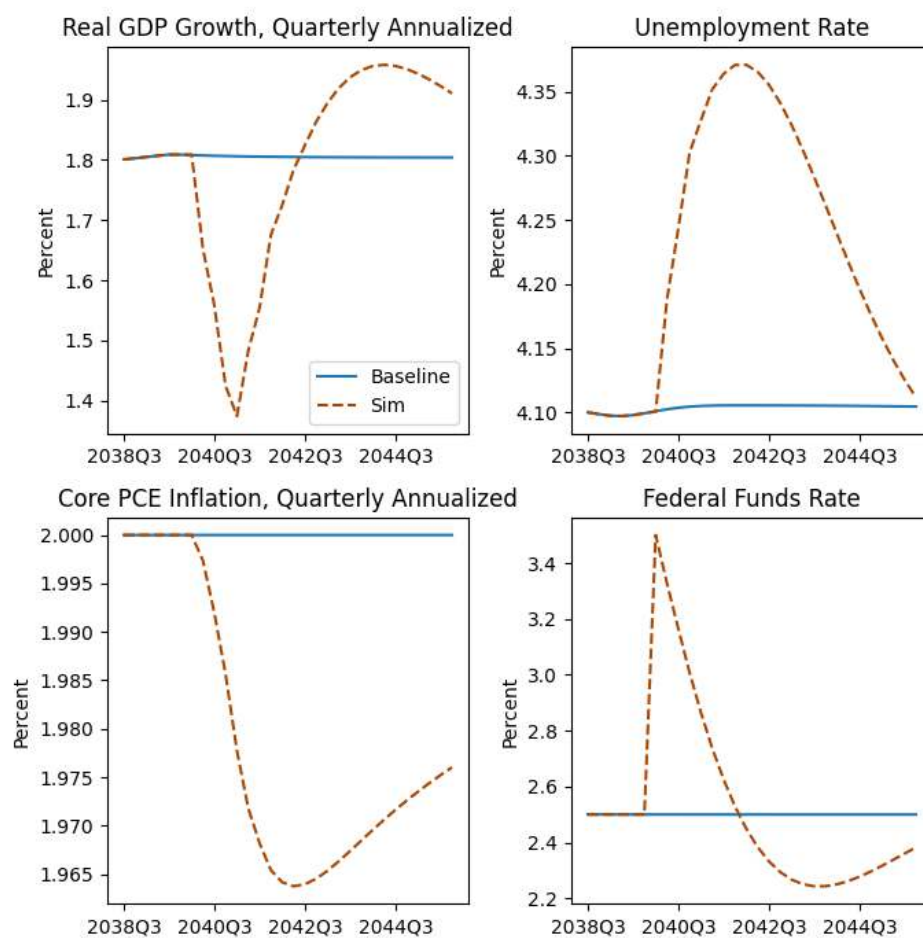 Real GDP Growth, Quarterly Annualized
Unemployment Rate
Percent
1.9
1.8
1.7
1.6
1.5
1.4
Baseline
Sim
2038Q3 2040Q3 2042Q3 2044Q3
Percent
4.35
4.30
4.25
4.20
4.15
4.10
2038Q3 2040Q3 2042Q3 2044Q3
Core PCE Inflation, Quarterly Annualized
Federal Funds Rate
Percent
2.000
1.995
1.990
1.985
1.980
1.975
1.970
1.965
2038Q3 2040Q3 2042Q3 2044Q3
Percent
3.4
3.2
3.0
2.8
2.6
2.4
2.2
2038Q3 2040Q3 2042Q3 2044Q3